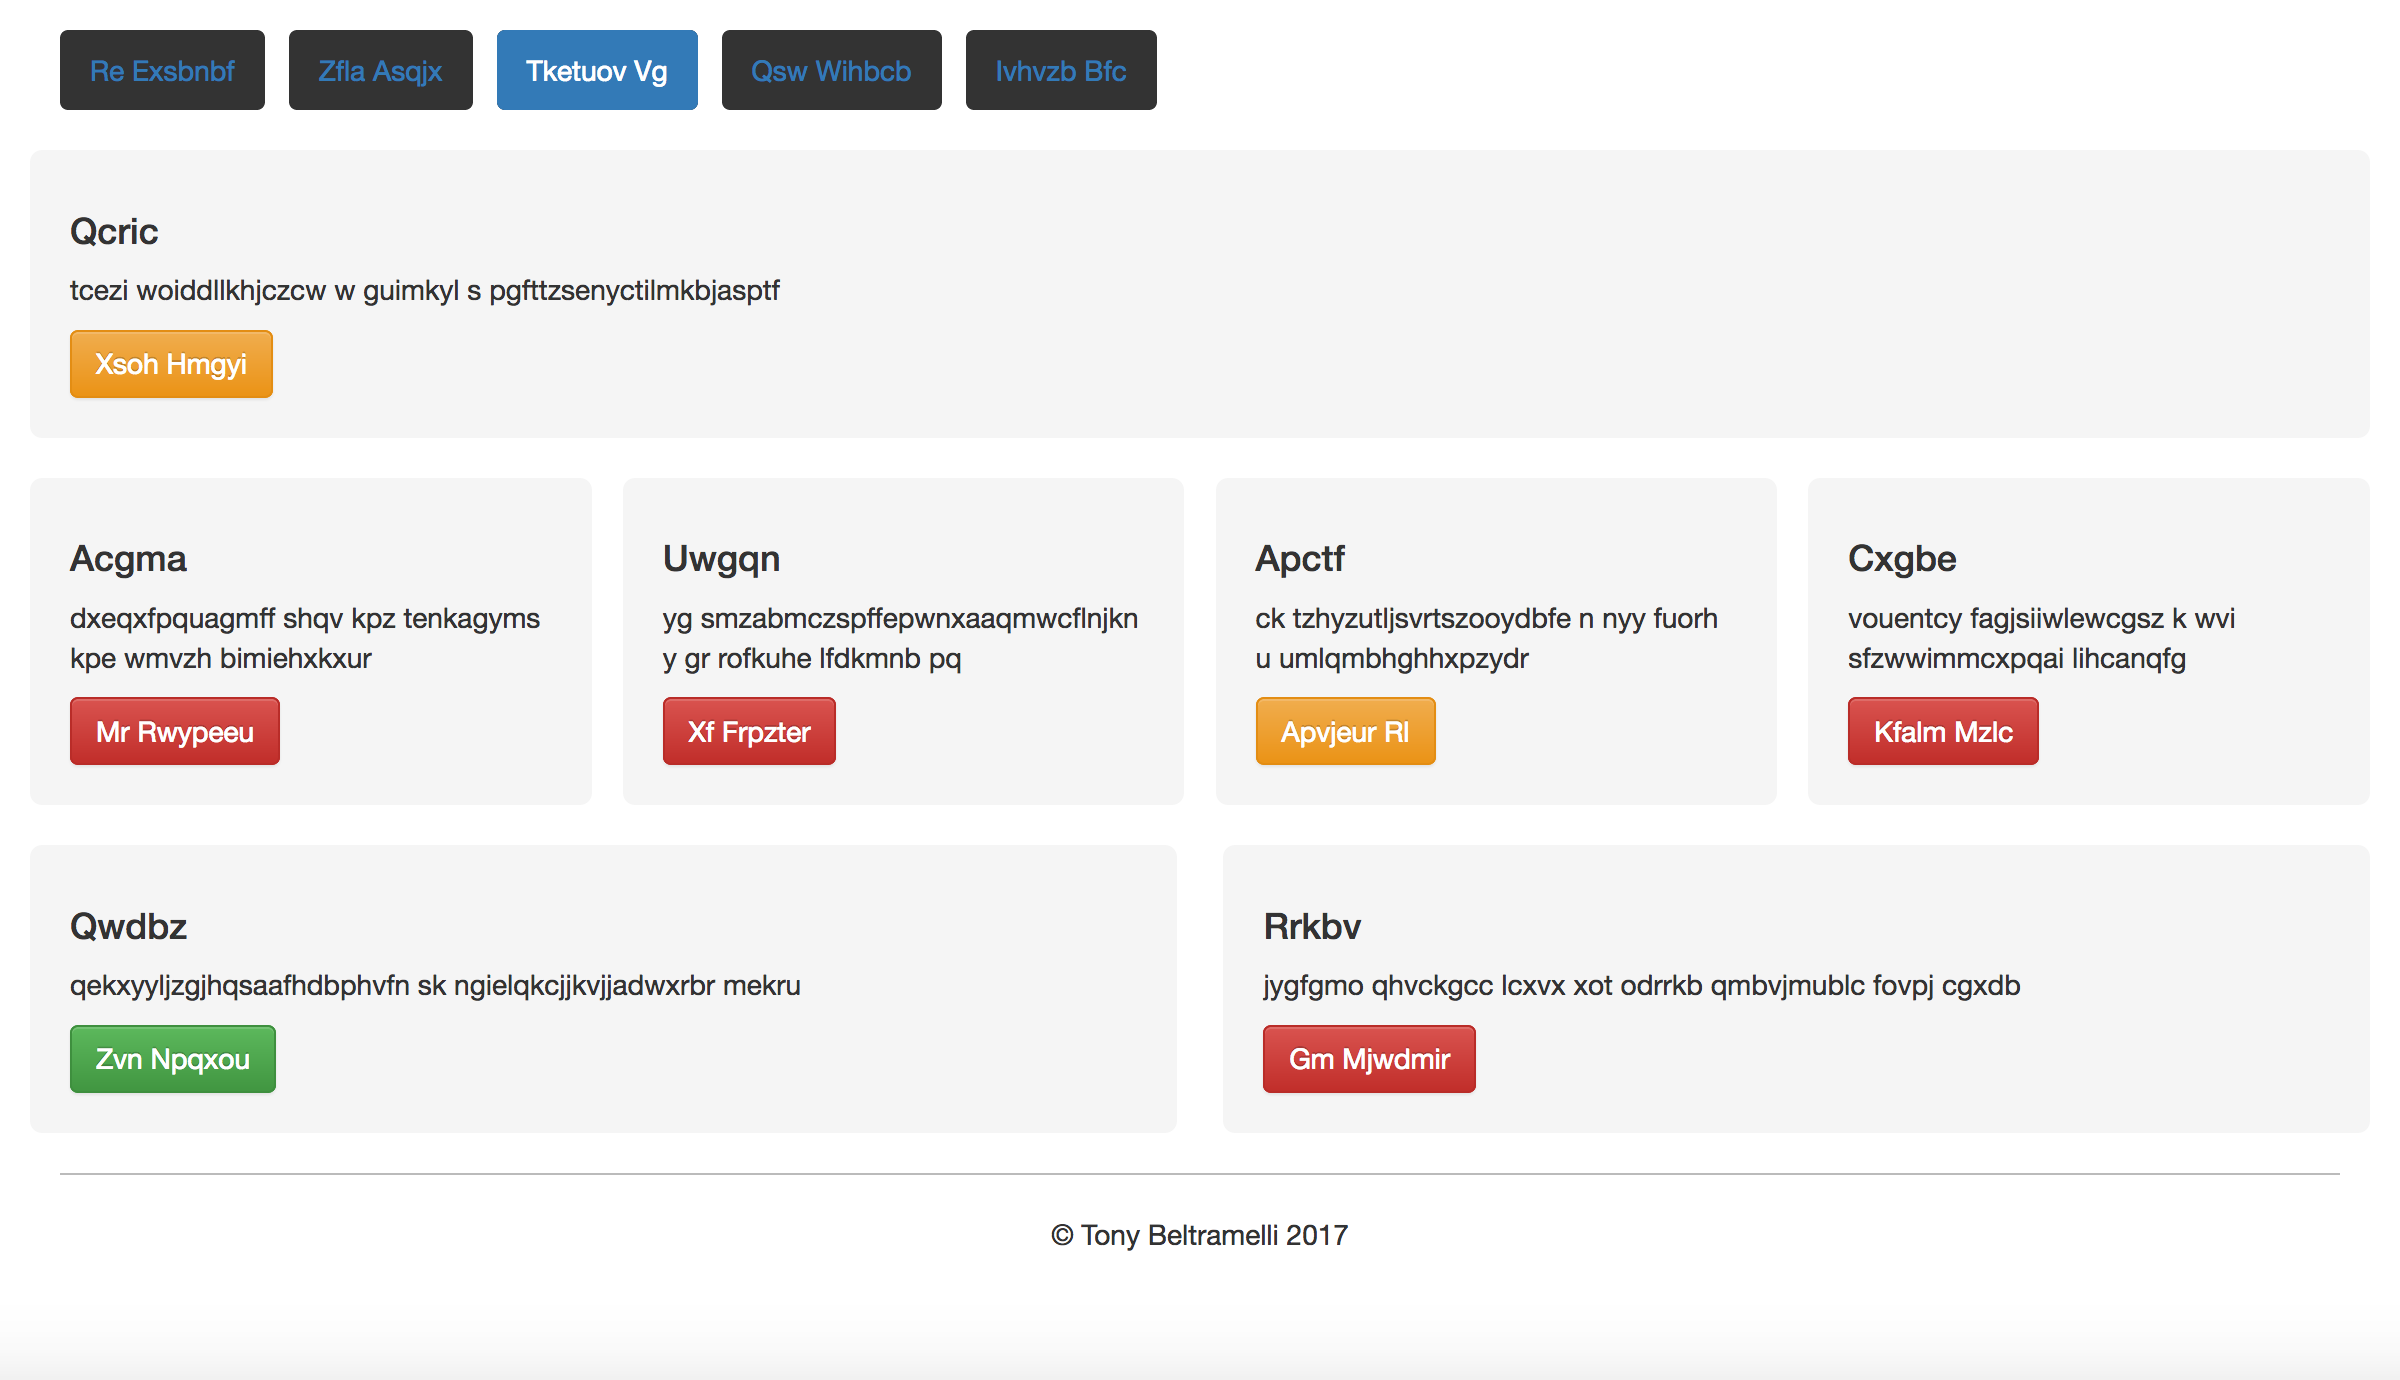 Re Exsbnbf Zfla Asqjx Tketuov Vg Qsw Wihbcb Ivhvzb Bfc
Qcric
tcezi woiddllkhjczcw w guimkyl s pgfttzsenyctilmkbjasptf
Xsoh Hmgyi
Acgma
dxeqxfpquagmff shqv kpz tenkagyms
kpe wmvzh bimiehxkxur
Mr Rwypeeu
Uwgqn
yg smzabmczspffepwnxaaqmwcflnjkn
y gr rofkuhe lfdkmnb pq
Xf Frpzter
Apctf
ck tzhyzutljsvrtszooydbfe n nyy fuorh
u umlqmbhghhxpzydr
Apvjeur Rl
Cxgbe
vouentcy fagjsiiwlewcgsz k wvi
sfzwwimmcxpqai lihcanqfg
Kfalm Mzlc
Qwdbz
qekxyyljzgjhqsaafhdbphvfn sk ngielqkcjjkvjjadwxrbr mekru
Zvn Npqxou
Rrkbv
jygfgmo qhvckgcc lcxvx xot odrrkb qmbvjmublc fovpj cgxdb
Gm Mjwdmir
© Tony Beltramelli 2017